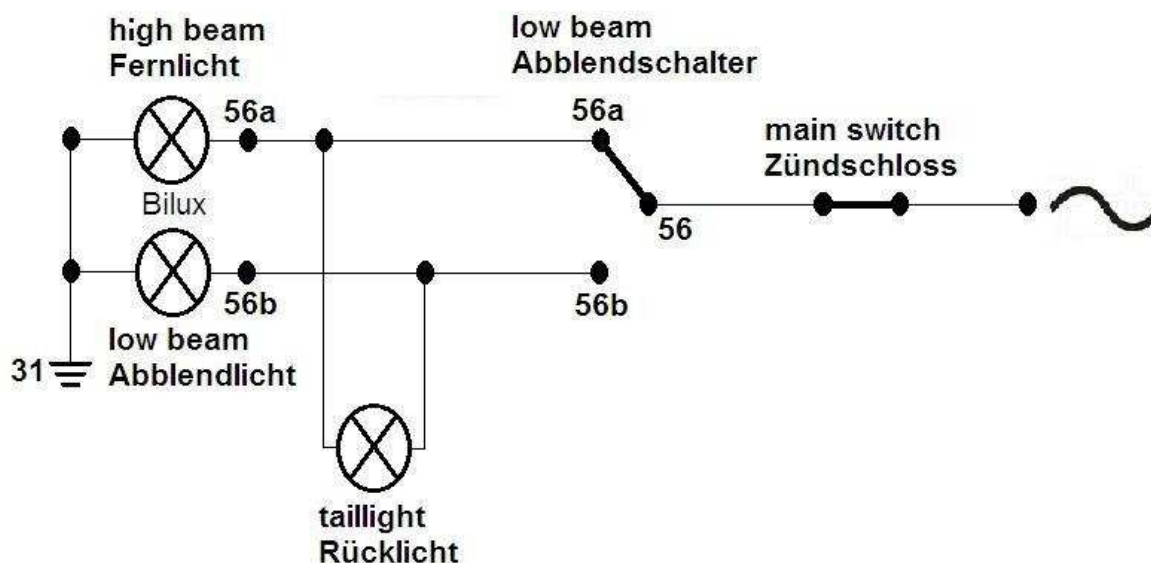 high beam
Fernlicht
56a
Bilux
low beam
Abblendschalter
56a
main switch
Zündschloss
56
56b
56b
low beam
Abblendlicht
31
taillight
Rücklicht